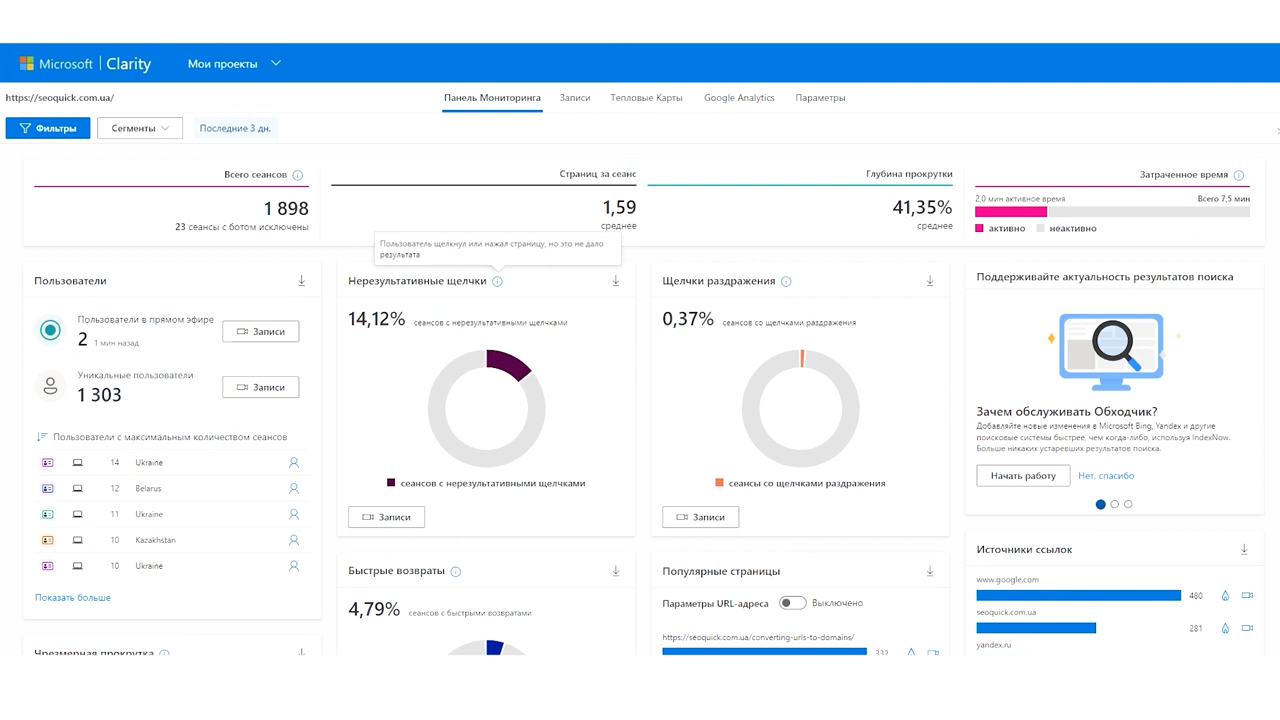 Microsoft | Clarity
Мои проекты
https://seoquick.com.ua/
Панель Мониторинга
Записи
Тепловые Карты
Google Analytics
Параметры
Фильтры
Сегменты
Последние 3 дн.
Всего сеансов
1 898
23 сеансы с ботом исключены
Страниц за сеанс
1,59
среднее
Глубина прокрутки
41,35%
среднее
Затраченное время
2,0 мин активное время
Всего 7,5 мин
активно
неактивно
Пользователь щелкнул или нажал страницу, но это не дало
результата
Пользователи
Пользователи в прямом эфире
2 1 мин назад
Записи
Уникальные пользователи
1 303
Записи
Пользователи с максимальным количеством сеансов
14 Ukraine
12 Belarus
11 Ukraine
10 Kazakhstan
10 Ukraine
Показать больше
Чрезмерная прокрутка
Нерезультативные щелчки
14,12% сеансов с нерезультативными щелчками
сеансов с нерезультативными щелчками
Записи
Быстрые возвраты
4,79% сеансов с быстрыми возвратами
Щелчки раздражения
0,37% сеансов со щелчками раздражения
сеансы со щелчками раздражения
Записи
Популярные страницы
Параметры URL-адреса
Выключено
https://seoquick.com.ua/converting-urls-to-domains/
332
Поддерживайте актуальность результатов поиска
Зачем обслуживать Обходчик?
Добавляйте новые изменения в Microsoft Bing, Yandex и другие
поисковые системы быстрее, чем когда-либо, используя IndexNow.
Больше никаких устаревших результатов поиска.
Начать работу
Нет, спасибо
Источники ссылок
www.google.com
480
seoquick.com.ua
281
yandex.ru